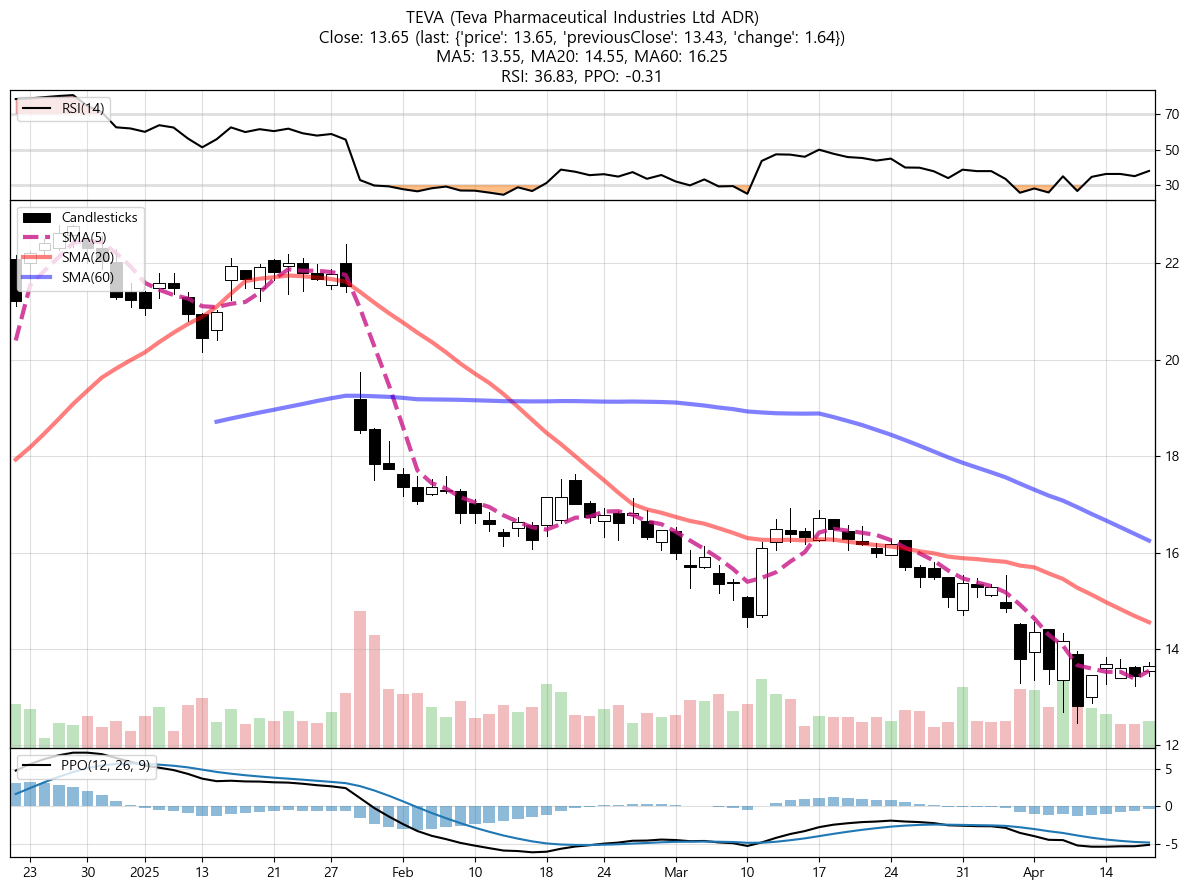 TEVA (Teva Pharmaceutical Industries Ltd ADR)
Close: 13.65 (last: {'price': 13.65, 'previousClose': 13.43, 'change': 1.64})
MA5: 13.55, MA20: 14.55, MA60: 16.25
RSI: 36.83, PPO: -0.31
RSI(14)
70
50
30
Candlesticks
SMA(5)
SMA(20)
SMA(60)
22
20
18
16
14
12
PPO(12, 26, 9)
5
0
-5
23 30 2025 13 21 27 Feb 10 18 24 Mar 10 17 24 31 Apr 14